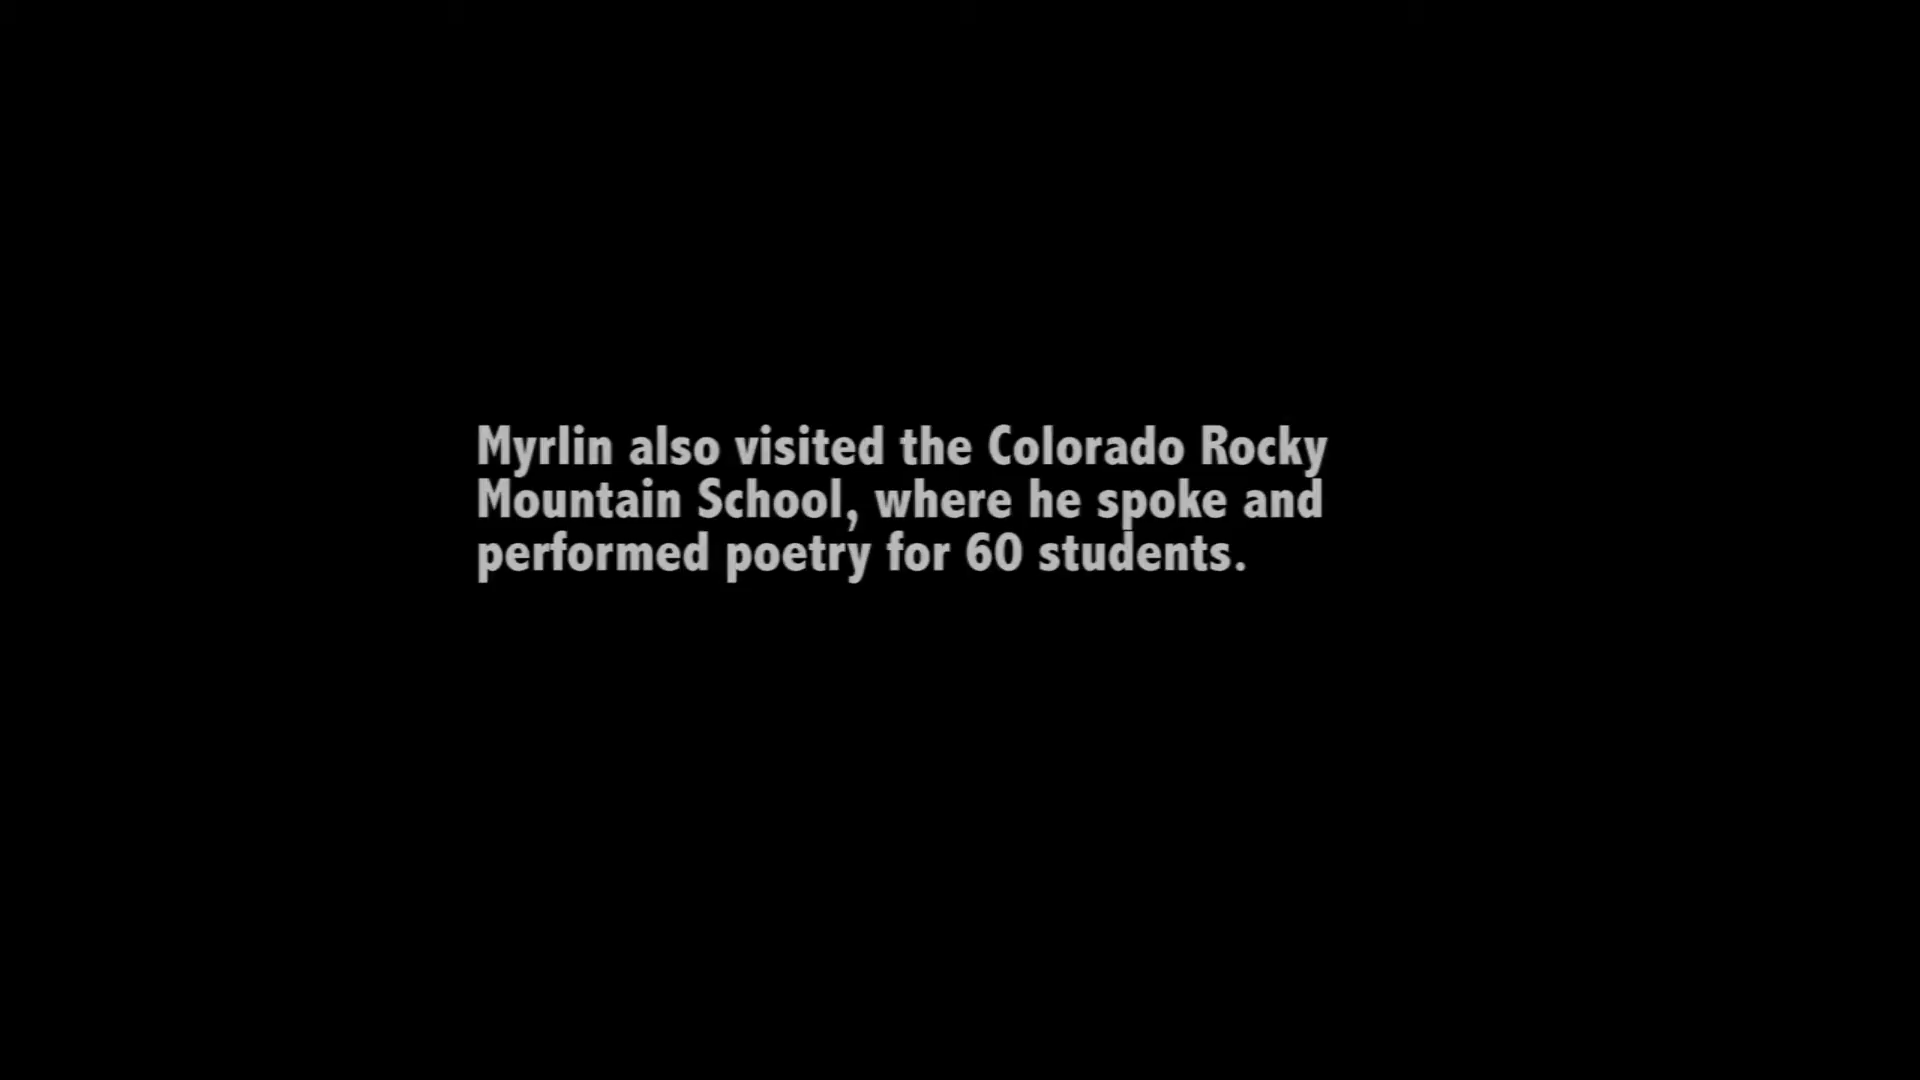 Myrlin also visited the Colorado Rocky
Mountain School, where he spoke and
performed poetry for 60 students.